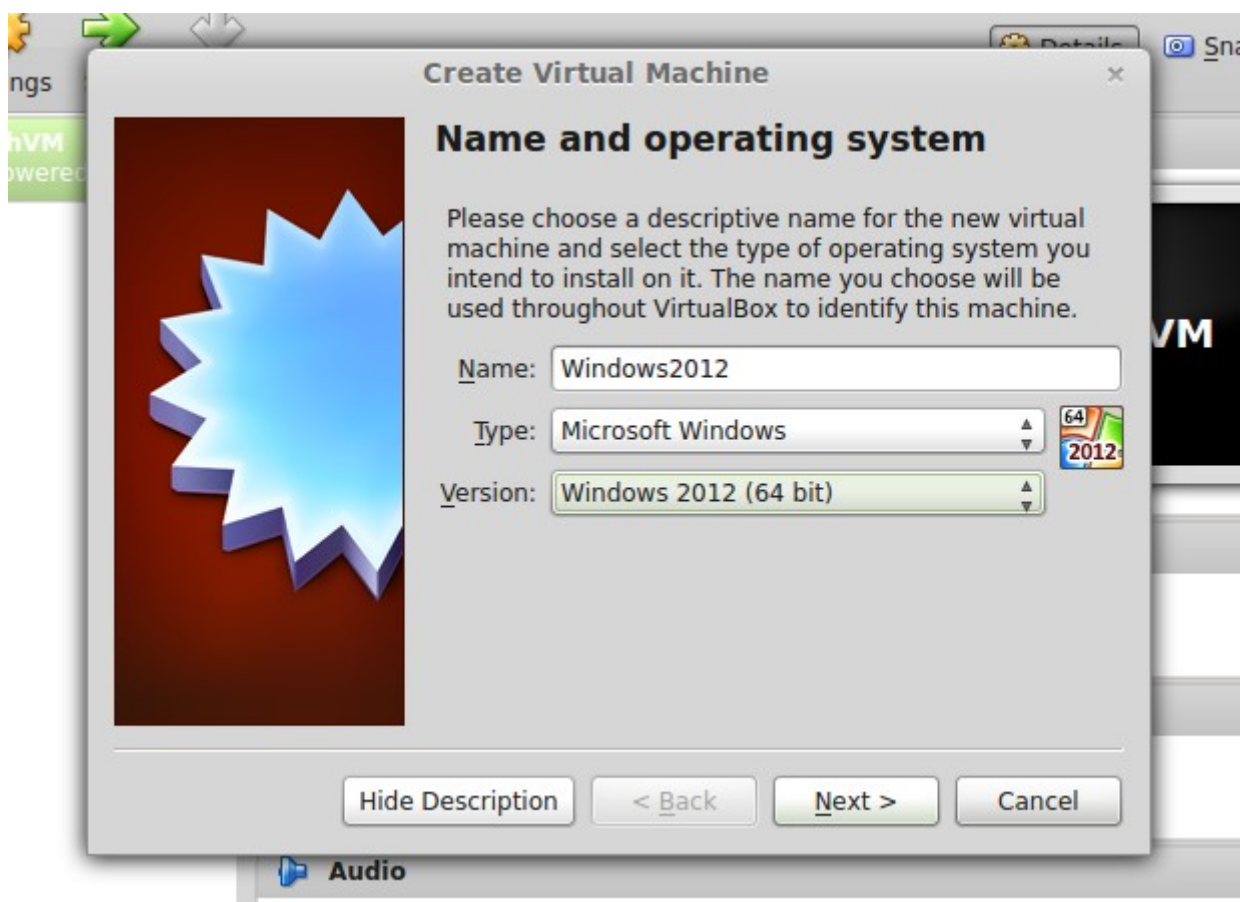 Details
ngs
Create Virtual Machine
hVM
owered
Name and operating system
Please choose a descriptive name for the new virtual
machine and select the type of operating system you
intend to install on it. The name you choose will be
used throughout VirtualBox to identify this machine.
VM
Name: Windows2012
Type: Microsoft Windows
64
2012
Version: Windows 2012 (64 bit)
Hide Description < Back Next > Cancel
Audio